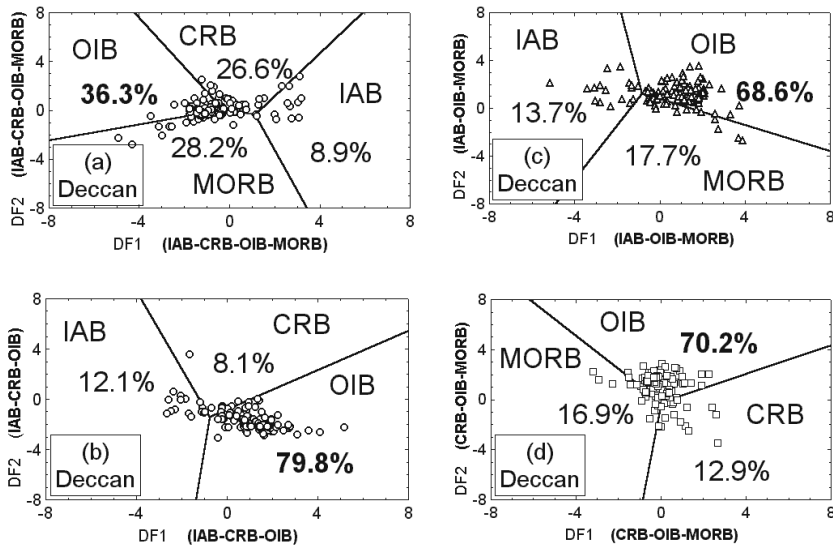 8
4
0
-4
-8
DF2 (IAB-CRB-OIB-MORB)
OIB
CRB
26.6%
IAB
36.3%
28.2%
8.9%
MORB
(a)
Deccan
-8 -4 0 4 8
DF1 (IAB-CRB-OIB-MORB)
8
4
0
-4
-8
DF2 (IAB-OIB-MORB)
IAB
OIB
68.6%
13.7%
17.7%
MORB
(c)
Deccan
-8 -4 0 4 8
DF1 (IAB-OIB-MORB)
8
4
0
-4
-8
DF2 (IAB-CRB-OIB)
IAB
CRB
8.1%
12.1%
OIB
79.8%
(b)
Deccan
-8 -4 0 4 8
DF1 (IAB-CRB-OIB)
8
4
0
-4
-8
DF2 (CRB-OIB-MORB)
OIB
70.2%
MORB
16.9%
CRB
12.9%
(d)
Deccan
-8 -4 0 4 8
DF1 (CRB-OIB-MORB)